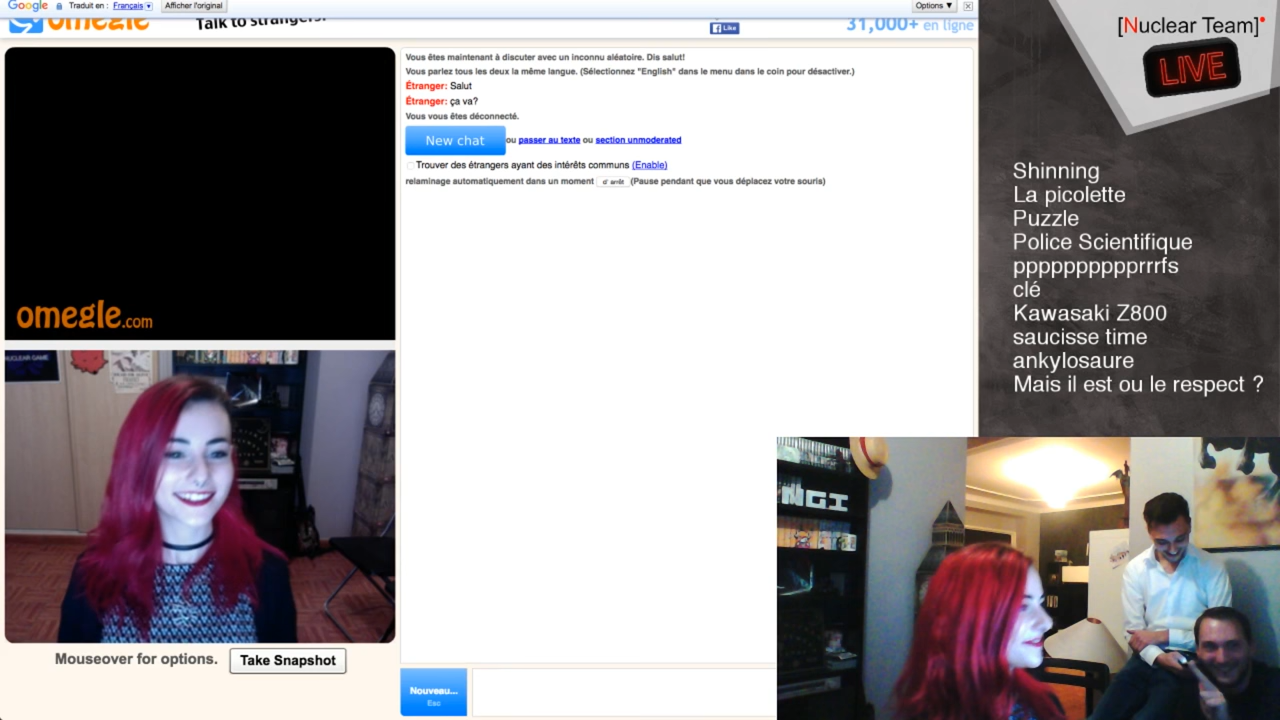 Google Traduit en : Français Afficher l'original Options
omegle Talk to strangers! Like 31,000+ en ligne
Vous êtes maintenant à discuter avec un inconnu aléatoire. Dis salut!
Vous parlez tous les deux la même langue. (Sélectionnez "English" dans le menu dans le coin pour désactiver.)
Étranger: Salut
Étranger: ça va?
Vous vous êtes déconnecté.
New chat ou passer au texte ou section unmoderated
Trouver des étrangers ayant des intérêts communs (Enable)
relaminage automatiquement dans un moment d' arrêt (Pause pendant que vous déplacez votre souris)
omegle.com
NUCLEAR GAME
Mouseover for options. Take Snapshot
Nouveau...
Esc
[Nuclear Team]
LIVE
Shinning
La picolette
Puzzle
Police Scientifique
ppppppppppprrrfs
clé
Kawasaki Z800
saucisse time
ankylosaure
Mais il est ou le respect ?
NGI